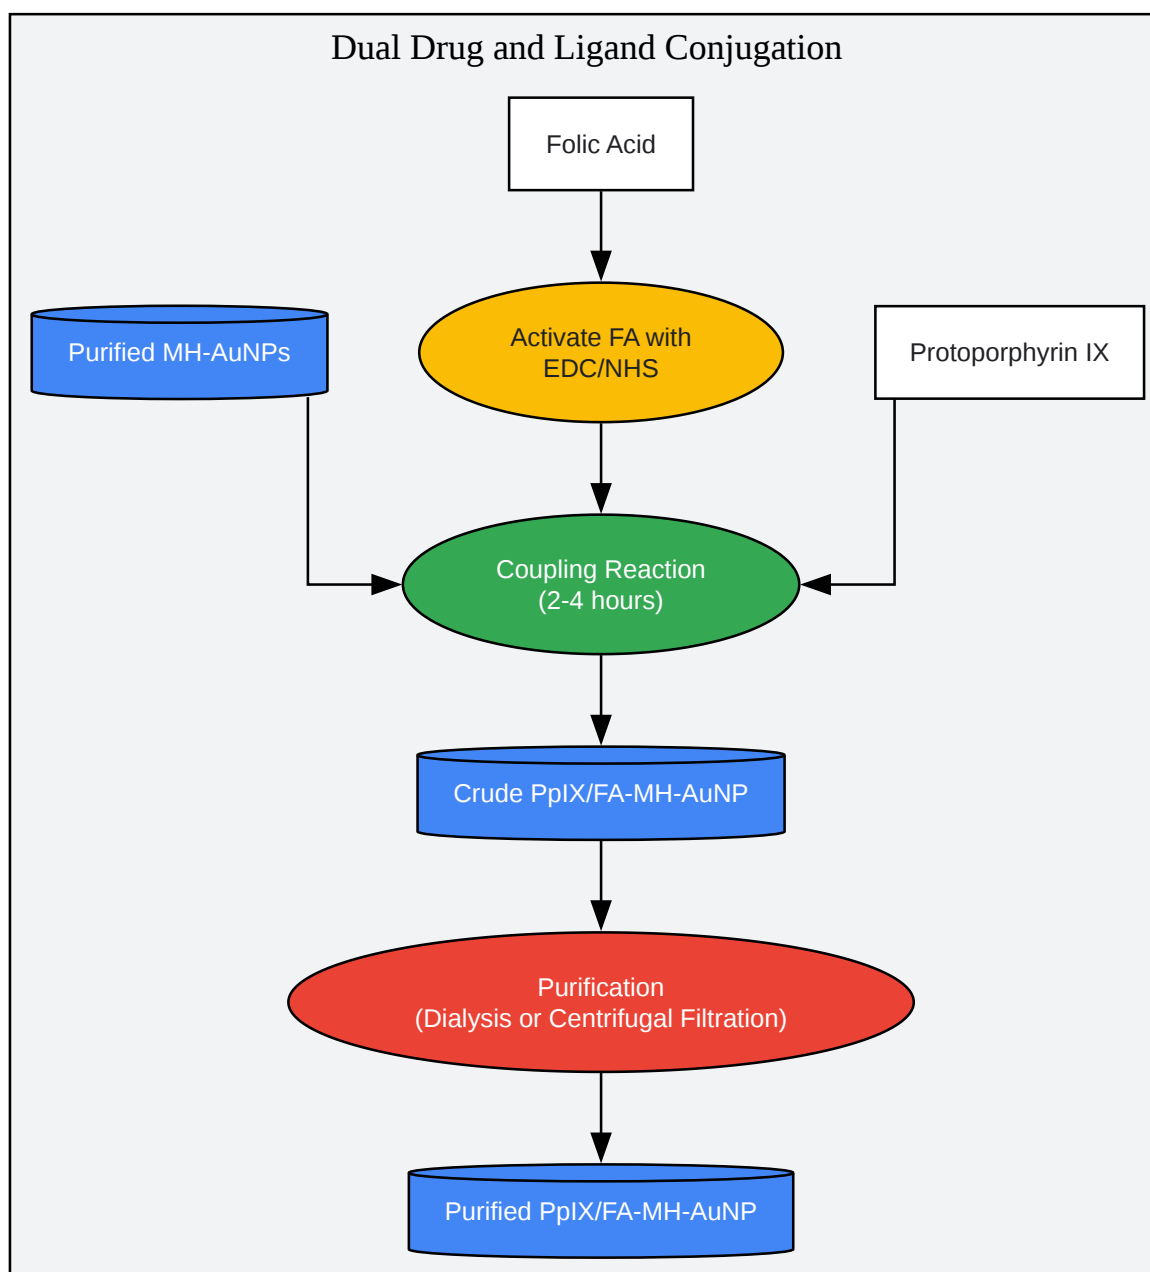 Dual Drug and Ligand Conjugation
Folic Acid
Purified MH-AuNPs
Activate FA with
EDC/NHS
Protoporphyrin IX
Coupling Reaction
(2-4 hours)
Crude PpIX/FA-MH-AuNP
Purification
(Dialysis or Centrifugal Filtration)
Purified PpIX/FA-MH-AuNP